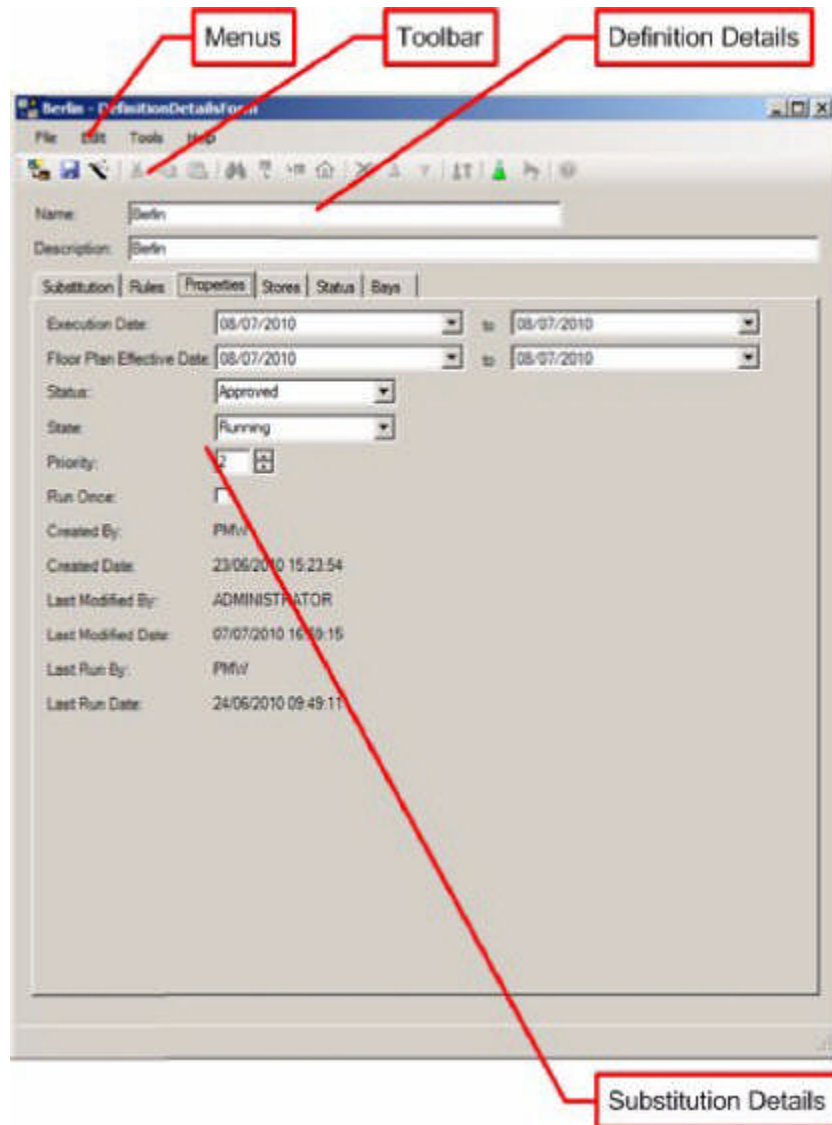 Menus
Toolbar
Definition Details
Berlin - DefinitionDetailsForm
File Edit Tools Help
Name: Berlin
Description: Berlin
Substitution Rules Properties Stores Status Bays
Execution Date: 08/07/2010 to 08/07/2010
Floor Plan Effective Date: 08/07/2010 to 08/07/2010
Status: Approved
State: Running
Priority: 2
Run Once:
Created By: PMW
Created Date: 23/06/2010 15:23:54
Last Modified By: ADMINISTRATOR
Last Modified Date: 07/07/2010 16:59:15
Last Run By: PMW
Last Run Date: 24/06/2010 09:49:11
Substitution Details